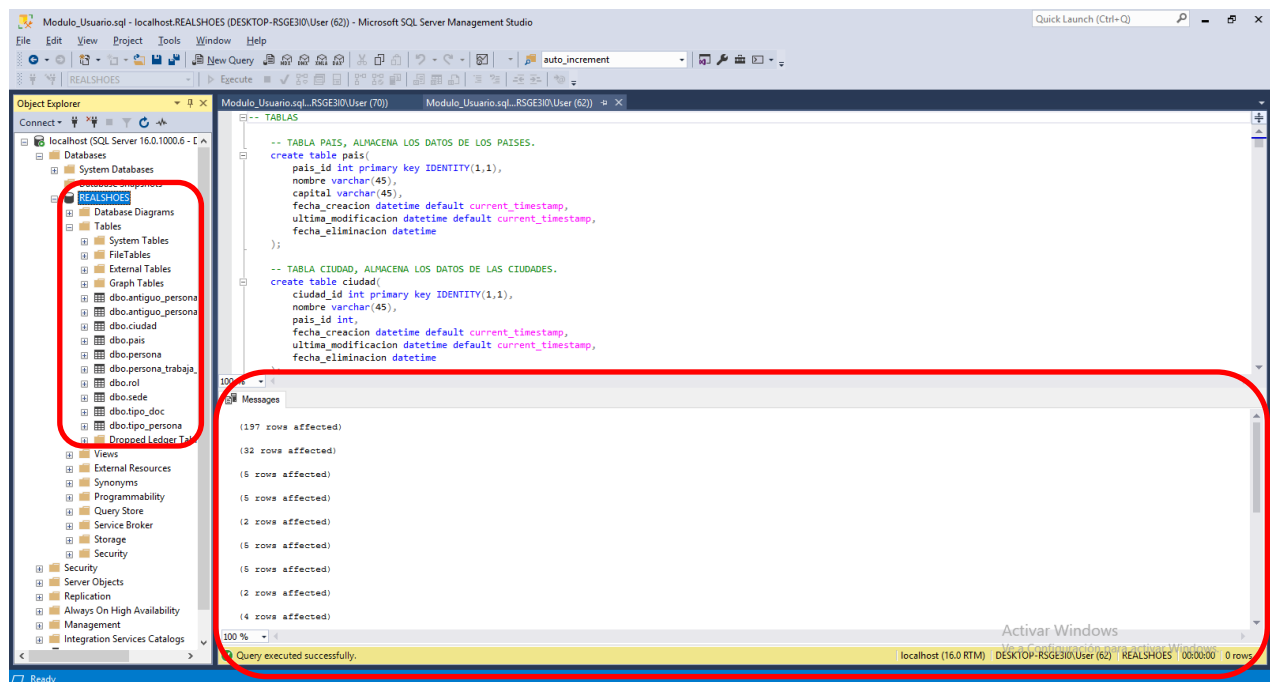 Modulo_Usuario.sql - localhost.REALSHOES (DESKTOP-RSGE3I0\User (62)) - Microsoft SQL Server Management Studio
Quick Launch (Ctrl+Q)
File Edit View Project Tools Window Help
New Query
auto_increment
REALSHOES
Execute
Object Explorer
Modulo_Usuario.sql...RSGE3I0\User (70))
Modulo_Usuario.sql...RSGE3I0\User (62))
Connect
localhost (SQL Server 16.0.1000.6 -
Databases
System Databases
Database Snapshots
REALSHOES
Database Diagrams
Tables
System Tables
FileTables
External Tables
Graph Tables
dbo.antiguo_persona
dbo.antiguo_persona
dbo.ciudad
dbo.pais
dbo.persona
dbo.persona_trabaja_
dbo.rol
dbo.sede
dbo.tipo_doc
dbo.tipo_persona
Dropped Ledger Tab
Views
External Resources
Synonyms
Programmability
Query Store
Service Broker
Storage
Security
Security
Server Objects
Replication
Always On High Availability
Management
Integration Services Catalogs
-- TABLAS
-- TABLA PAIS, ALMACENA LOS DATOS DE LOS PAISES.
create table pais(
pais_id int primary key IDENTITY(1,1),
nombre varchar(45),
capital varchar(45),
fecha_creacion datetime default current_timestamp,
ultima_modificacion datetime default current_timestamp,
fecha_eliminacion datetime
);
-- TABLA CIUDAD, ALMACENA LOS DATOS DE LAS CIUDADES.
create table ciudad(
ciudad_id int primary key IDENTITY(1,1),
nombre varchar(45),
pais_id int,
fecha_creacion datetime default current_timestamp,
ultima_modificacion datetime default current_timestamp,
fecha_eliminacion datetime
);
100 %
Messages
(197 rows affected)
(32 rows affected)
(5 rows affected)
(5 rows affected)
(2 rows affected)
(5 rows affected)
(5 rows affected)
(2 rows affected)
(4 rows affected)
100 %
Activar Windows
Ve a Configuración para activar Windows.
Query executed successfully.
localhost (16.0 RTM) DESKTOP-RSGE3I0\User (62) REALSHOES 00:00:00 0 rows
Ready